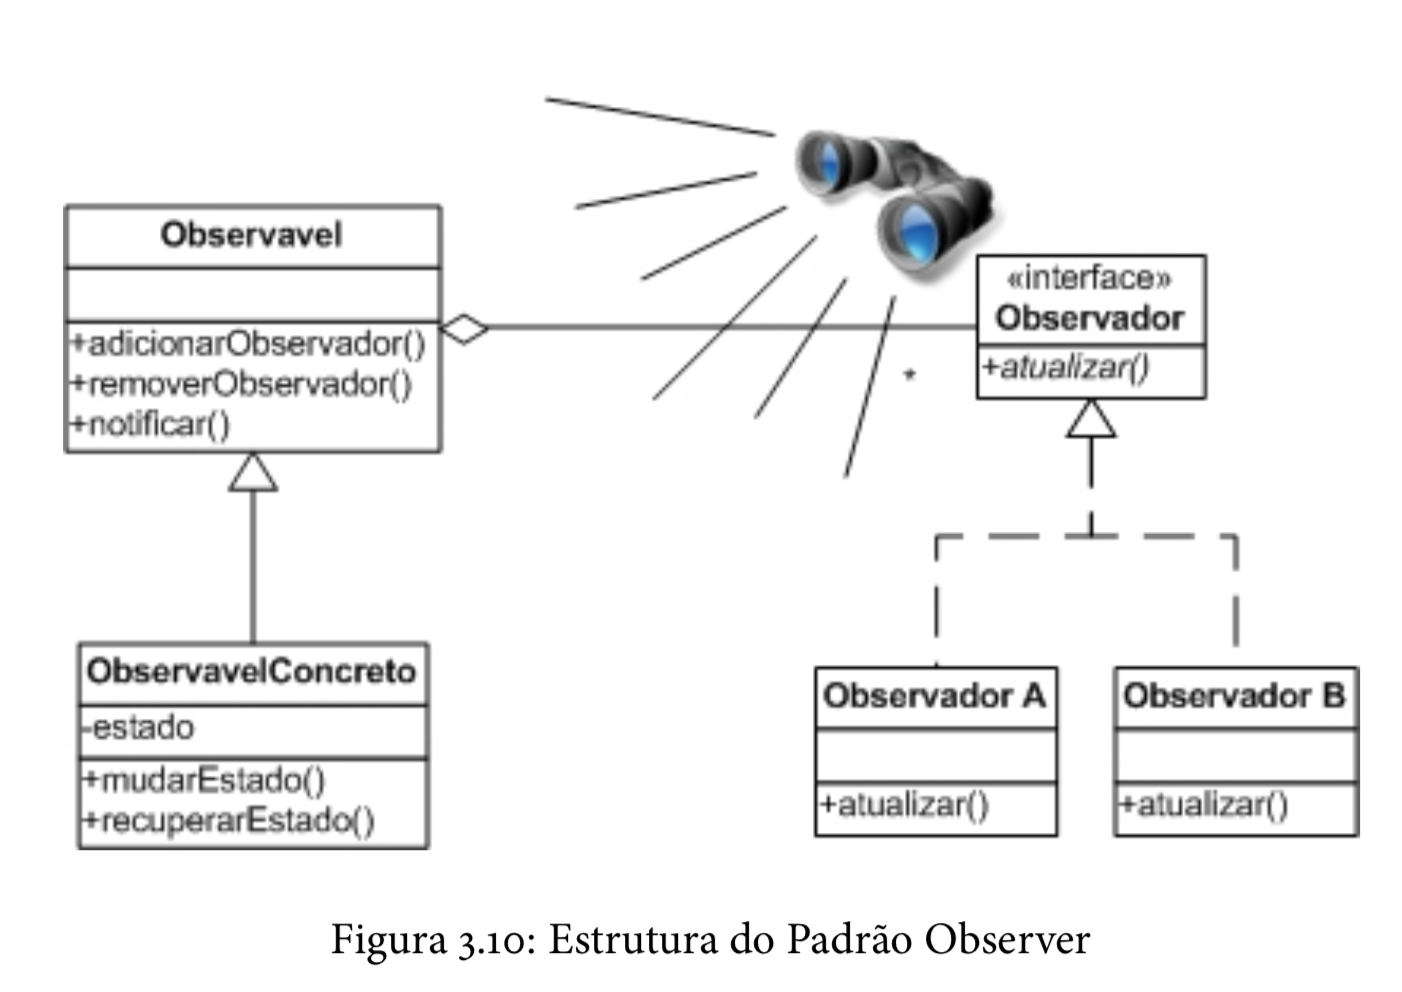 Observavel
+adicionarObservador()
+removerObservador()
+notificar()
«interface»
Observador
+atualizar()
*
ObservavelConcreto
-estado
+mudarEstado()
+recuperarEstado()
Observador A
+atualizar()
Observador B
+atualizar()
Figura 3.10: Estrutura do Padrão Observer